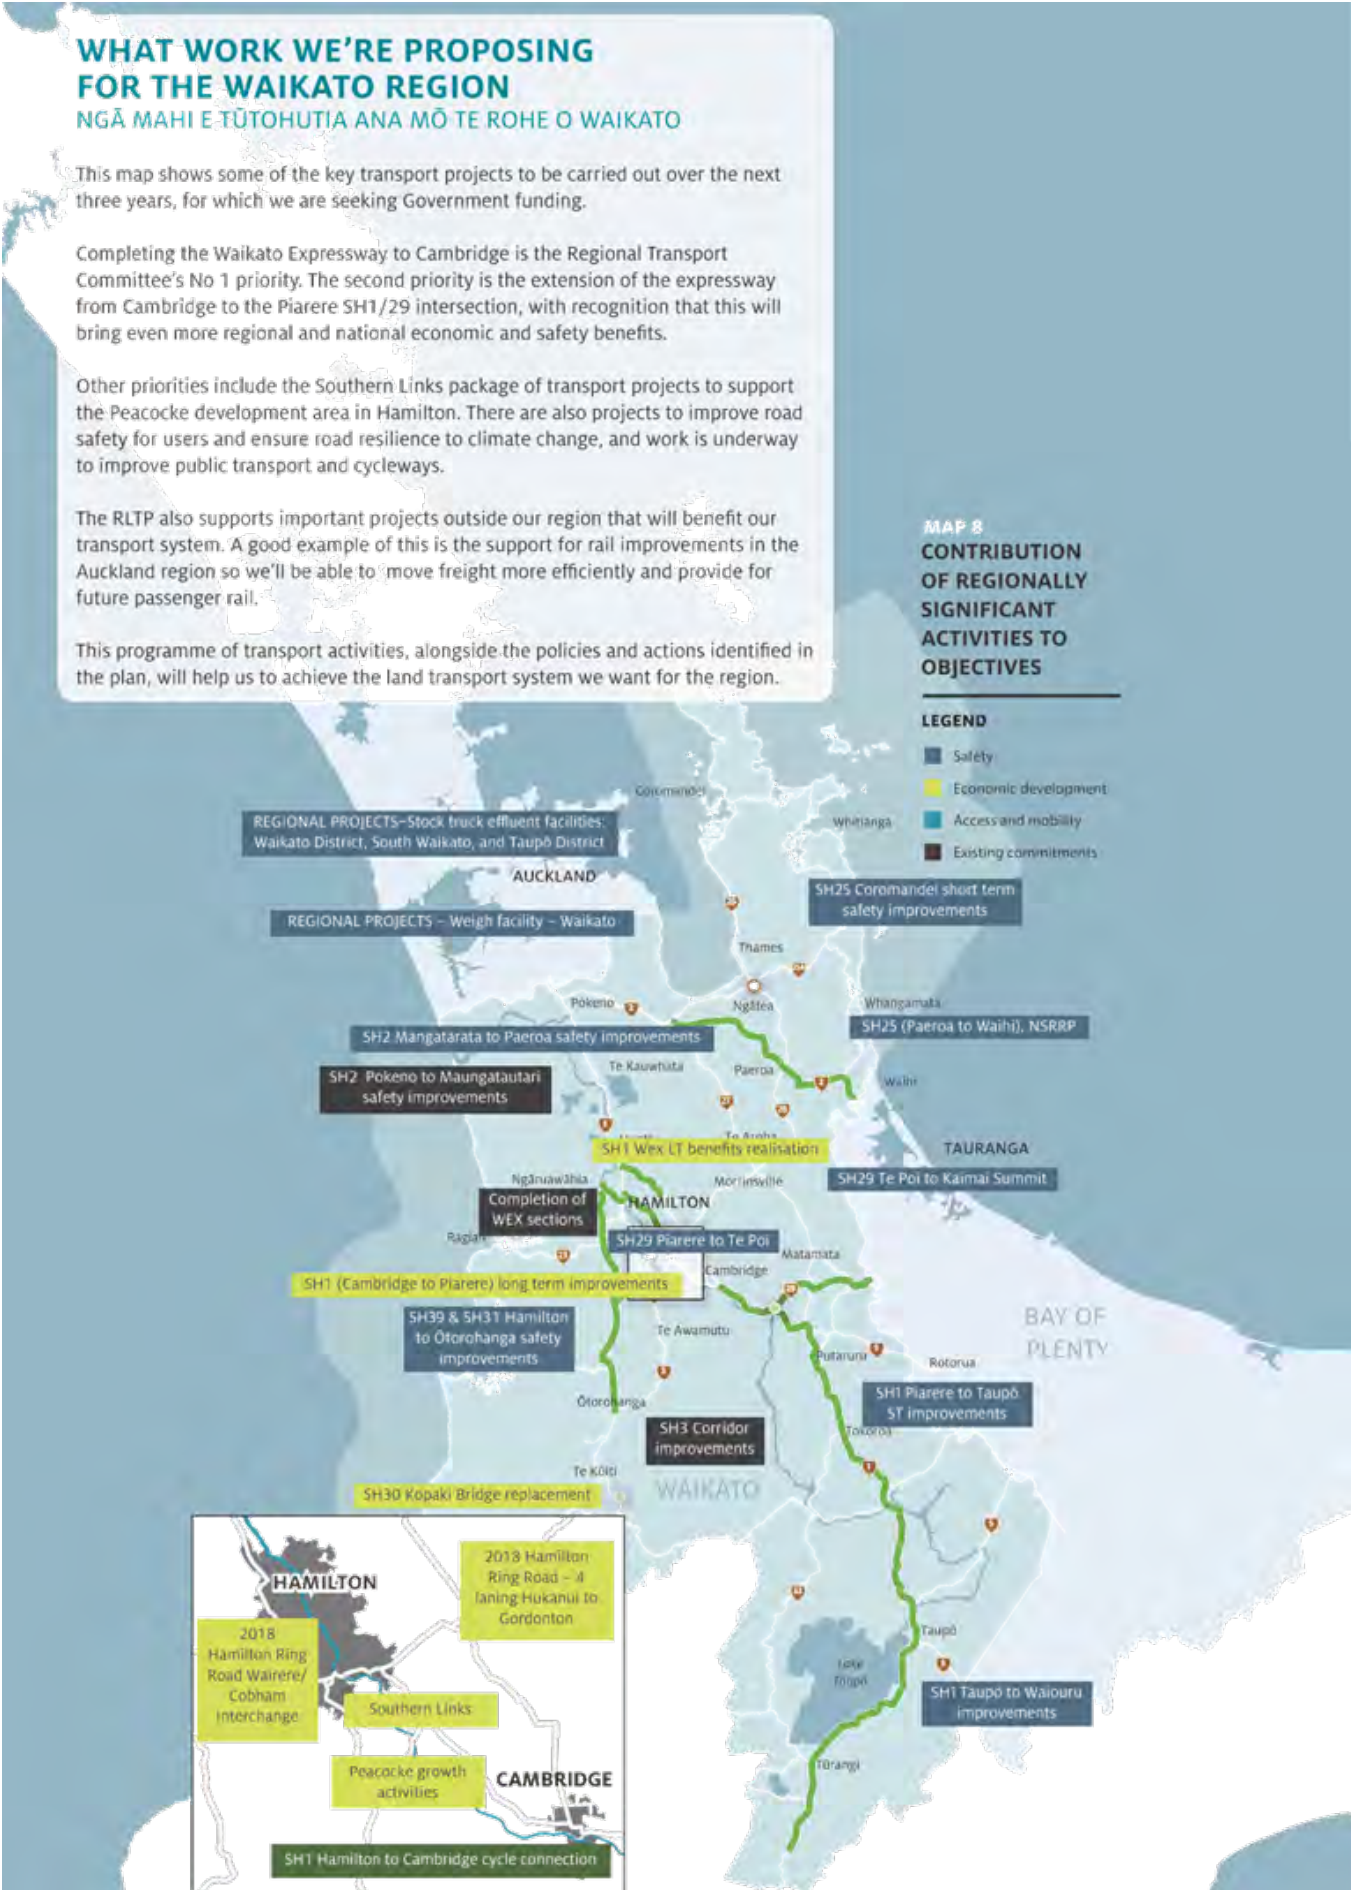 WHAT WORK WE'RE PROPOSING
FOR THE WAIKATO REGION
NGĀ MAHI E TŪTOHUTIA ANA MŌ TE ROHE O WAIKATO
This map shows some of the key transport projects to be carried out over the next
three years, for which we are seeking Government funding.
Completing the Waikato Expressway to Cambridge is the Regional Transport
Committee's No 1 priority. The second priority is the extension of the expressway
from Cambridge to the Piarere SH1/29 intersection, with recognition that this will
bring even more regional and national economic and safety benefits.
Other priorities include the Southern Links package of transport projects to support
the Peacocke development area in Hamilton. There are also projects to improve road
safety for users and ensure road resilience to climate change, and work is underway
to improve public transport and cycleways.
The RLTP also supports important projects outside our region that will benefit our
transport system. A good example of this is the support for rail improvements in the
Auckland region so we'll be able to move freight more efficiently and provide for
future passenger rail.
This programme of transport activities, alongside the policies and actions identified in
the plan, will help us to achieve the land transport system we want for the region.
MAP 8
CONTRIBUTION
OF REGIONALLY
SIGNIFICANT
ACTIVITIES TO
OBJECTIVES
LEGEND
Safety
Economic development
Access and mobility
Existing commitments
Coromandel
Whitianga
REGIONAL PROJECTS–Stock truck effluent facilities:
Waikato District, South Waikato, and Taupō District
AUCKLAND
SH25 Coromandel short term
safety improvements
REGIONAL PROJECTS – Weigh facility – Waikato
25
Thames
Pokeno
2
Ngātea
Whangamata
SH25 (Paeroa to Waihi), NSRRP
SH2 Mangatarata to Paeroa safety improvements
Te Kauwhata
Paeroa
SH2 Pokeno to Maungatautari
safety improvements
2
Waihi
27
26
Te Aroha
SH1 Wex LT benefits realisation
TAURANGA
Ngāruawāhia
Morrinsville
SH29 Te Poi to Kaimai Summit
Completion of
WEX sections
HAMILTON
Raglan
SH29 Piarere to Te Poi
23
Matamata
Cambridge
SH1 (Cambridge to Piarere) long term improvements
29
SH39 & SH31 Hamilton
to Ōtorohanga safety
improvements
Te Awamutu
BAY OF
PLENTY
Putaruru
Rotorua
3
Ōtorohanga
SH1 Piarere to Taupō
ST improvements
SH3 Corridor
improvements
Tokoroa
1
Te Kūiti
WAIKATO
SH30 Kopaki Bridge replacement
5
HAMILTON
2013 Hamilton
Ring Road – 4
laning Hukanui to
Gordonton
2018
Hamilton Ring
Road Wairere/
Cobham
interchange
Southern Links
Peacocke growth
activities
CAMBRIDGE
SH1 Hamilton to Cambridge cycle connection
Taupō
Lake
Taupō
SH1 Taupō to Waiouru
improvements
Tūrangi